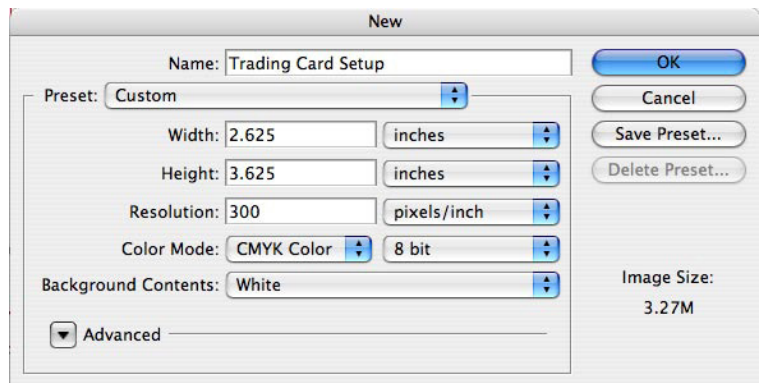 New
Name: Trading Card Setup
OK
Preset: Custom
Cancel
Width: 2.625 inches
Save Preset...
Height: 3.625 inches
Delete Preset...
Resolution: 300 pixels/inch
Color Mode: CMYK Color 8 bit
Background Contents: White
Image Size:
3.27M
Advanced